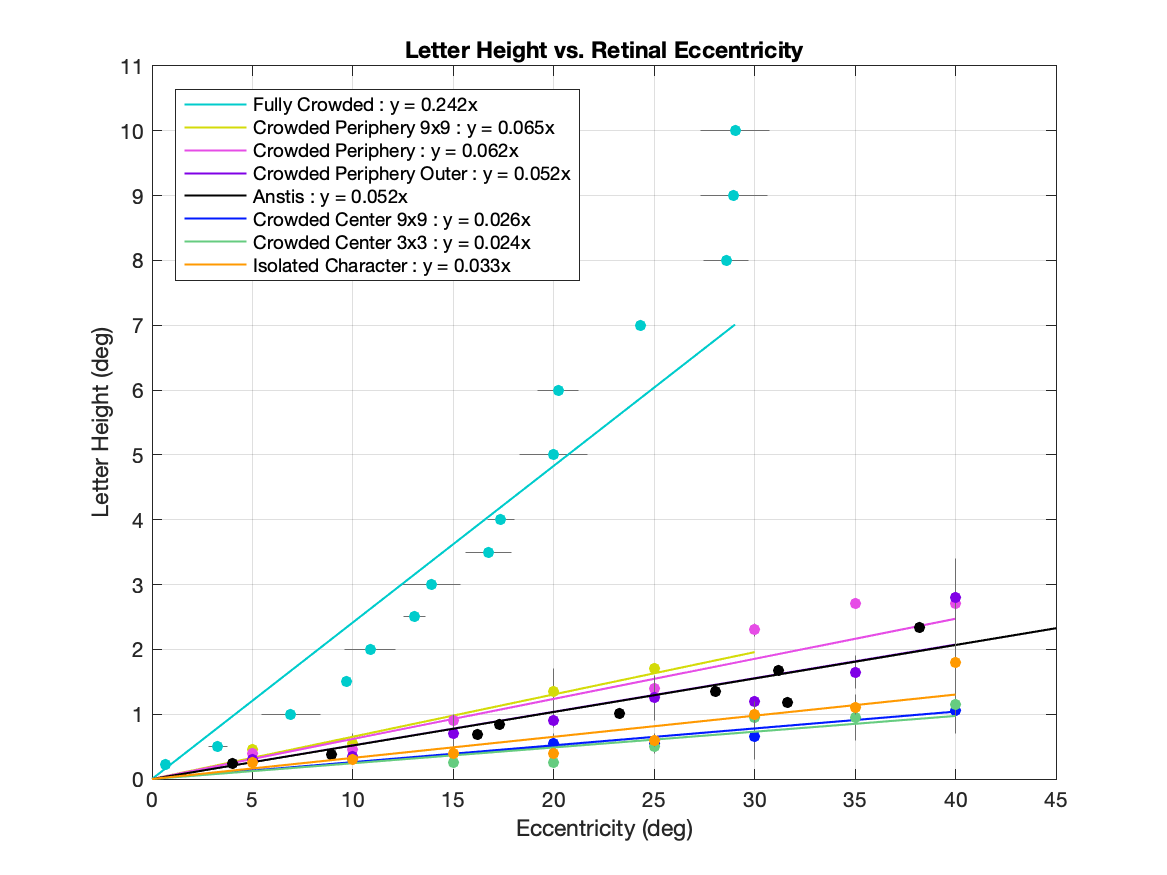 Letter Height vs. Retinal Eccentricity
11
10
9
8
7
6
5
4
3
2
1
0
Letter Height (deg)
Fully Crowded : y = 0.242x
Crowded Periphery 9x9 : y = 0.065x
Crowded Periphery : y = 0.062x
Crowded Periphery Outer : y = 0.052x
Anstis : y = 0.052x
Crowded Center 9x9 : y = 0.026x
Crowded Center 3x3 : y = 0.024x
Isolated Character : y = 0.033x
0 5 10 15 20 25 30 35 40 45
Eccentricity (deg)